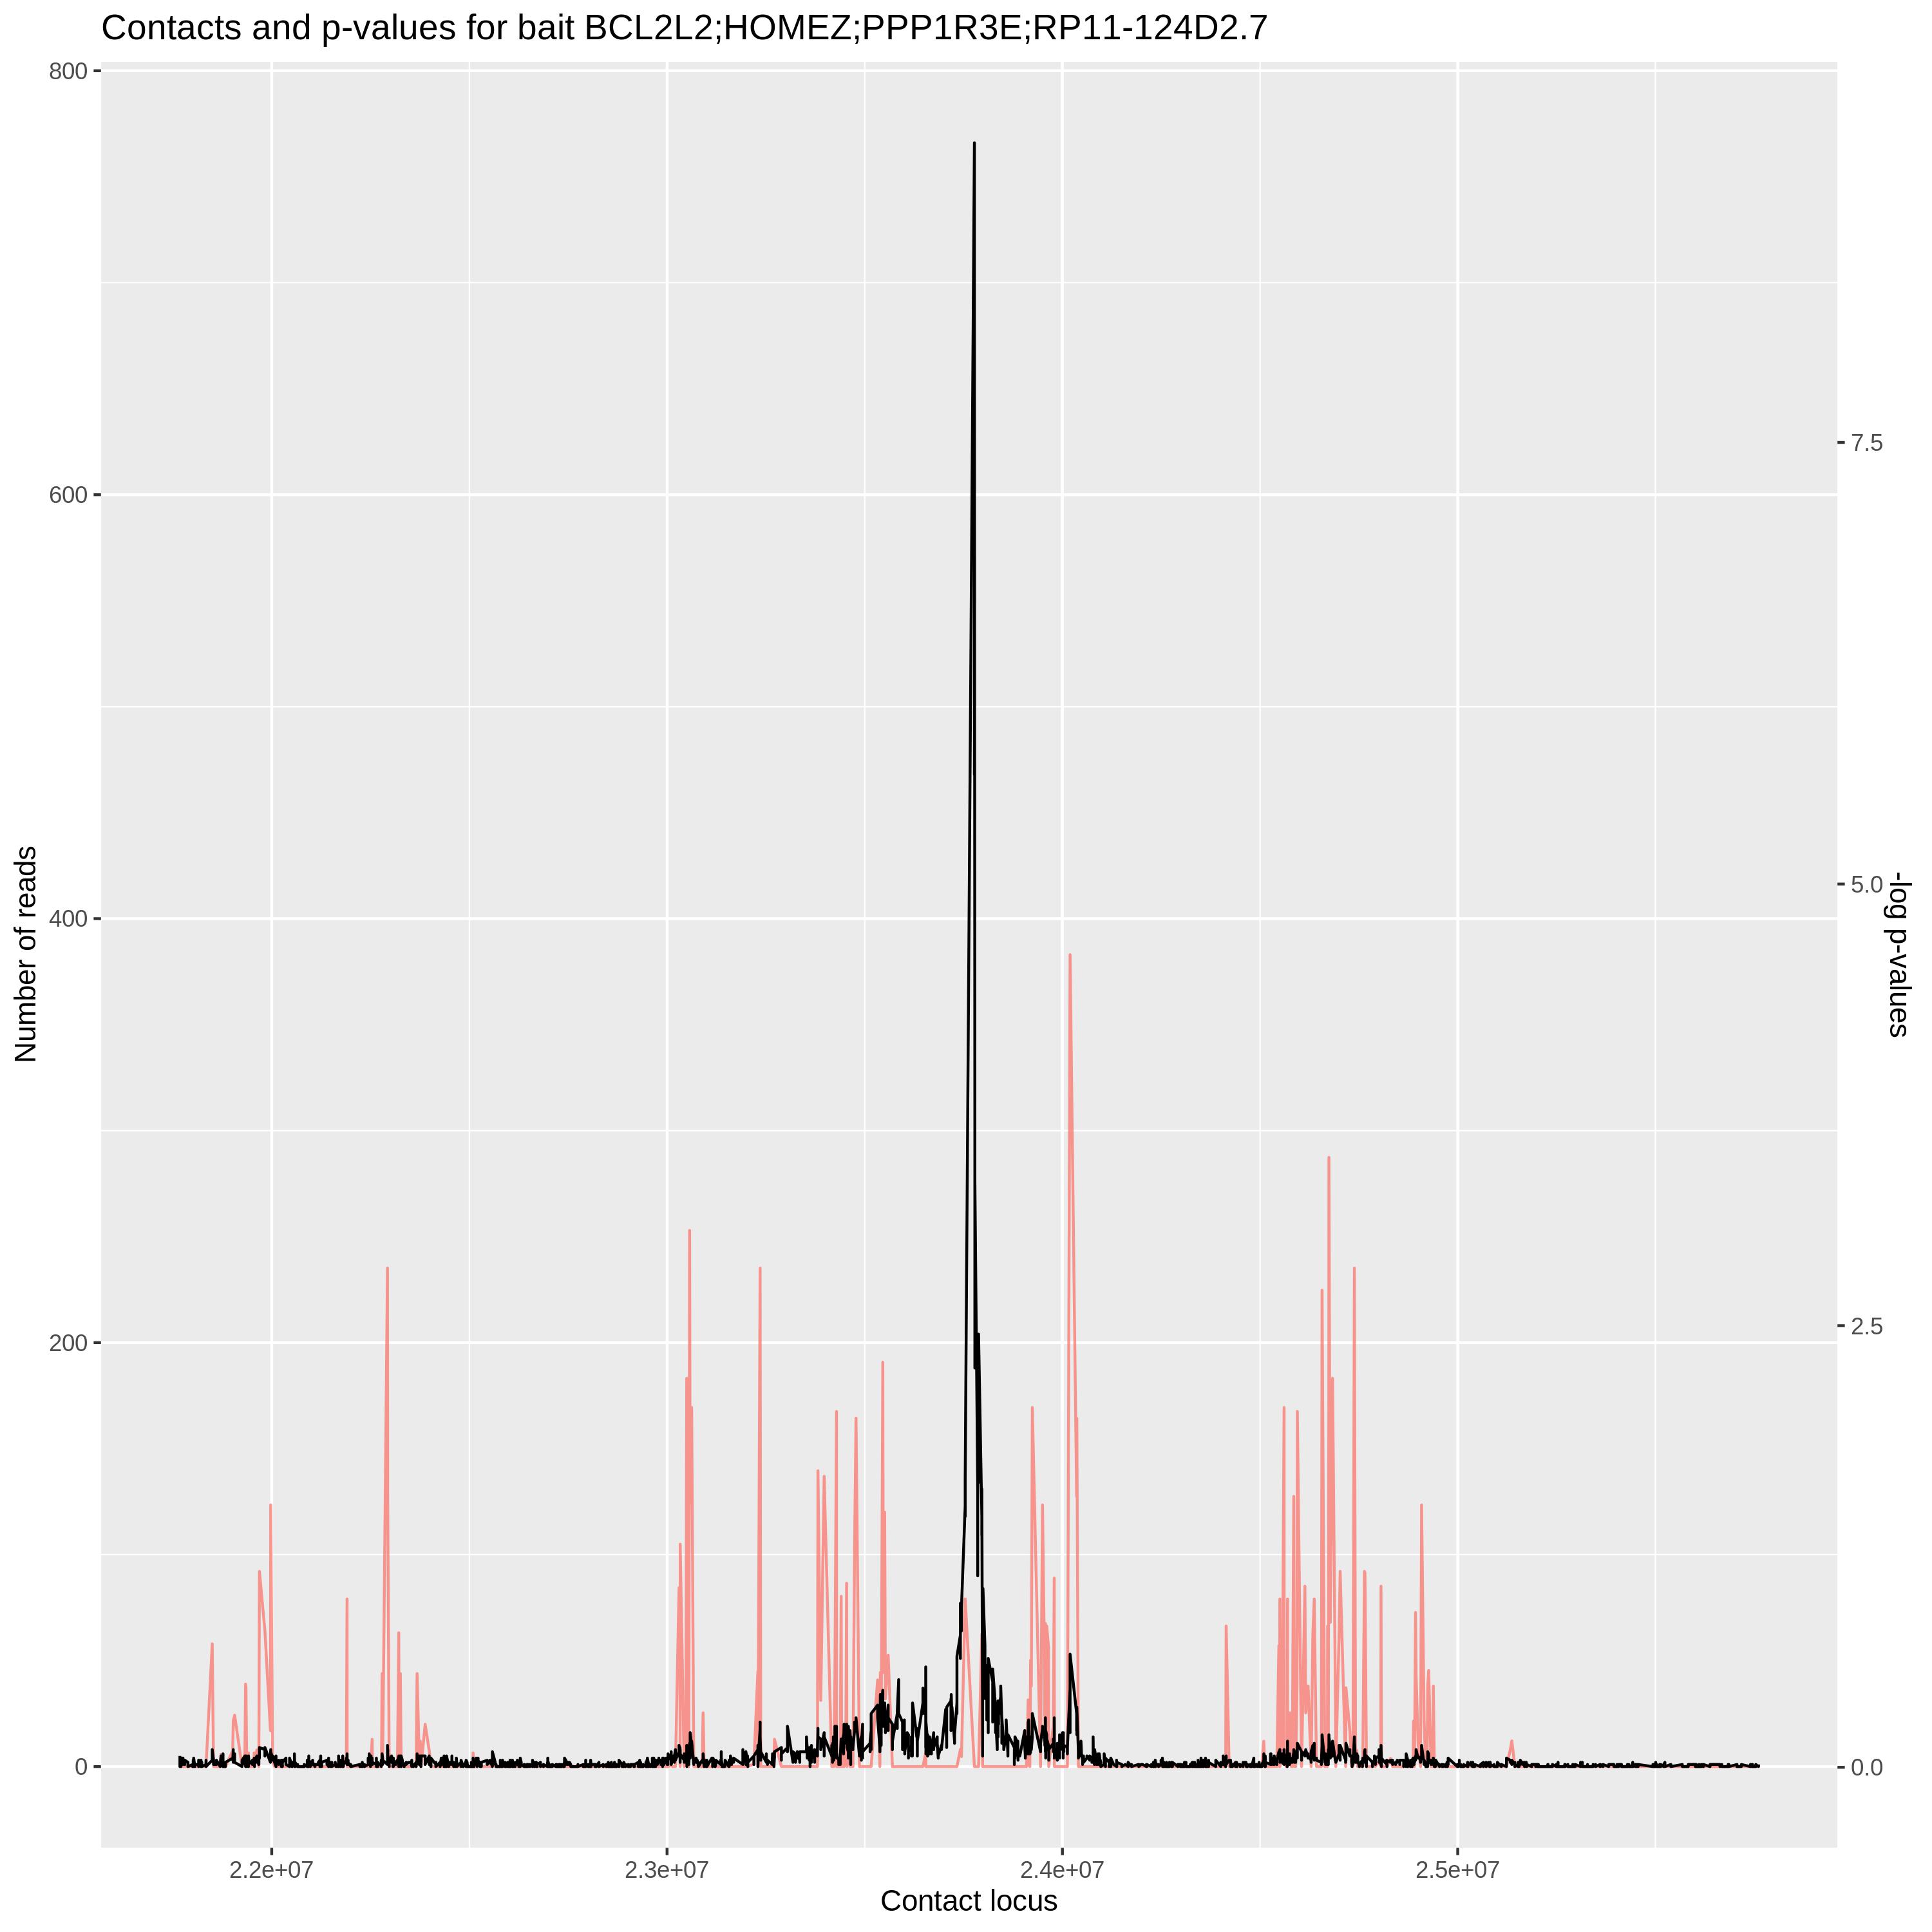 Contacts and p-values for bait BCL2L2;HOMEZ;PPP1R3E;RP11-124D2.7
800
600
400
200
0
Number of reads
7.5
5.0
2.5
0.0
-log p-values
2.2e+07
2.3e+07
2.4e+07
2.5e+07
Contact locus